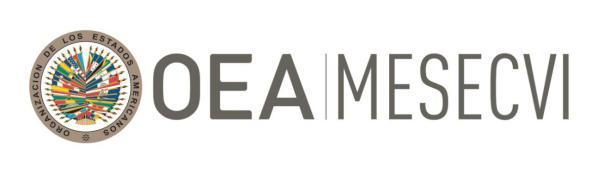 ORGANIZACION DE LOS ESTADOS AMERICANOS
OEA | MESECVI